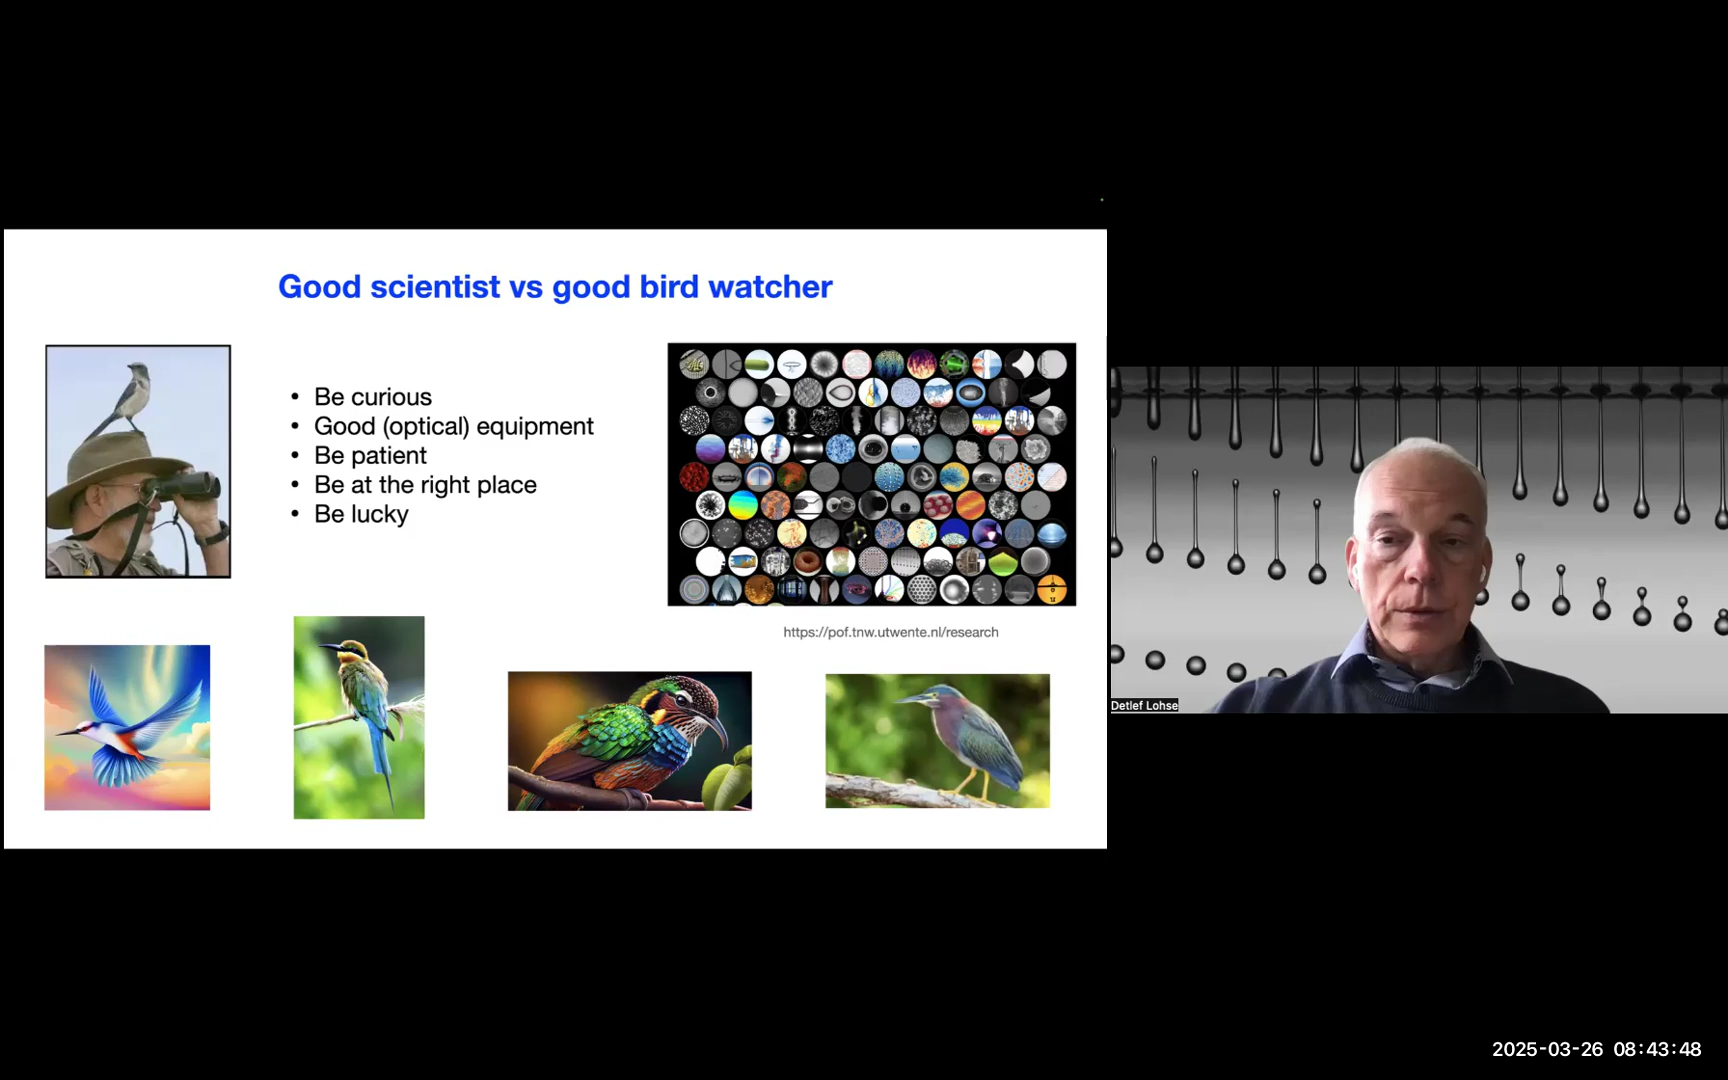 Good scientist vs good bird watcher
• Be curious
• Good (optical) equipment
• Be patient
• Be at the right place
• Be lucky
https://pof.tnw.utwente.nl/research
Detlef Lohse
2025-03-26 08:43:48